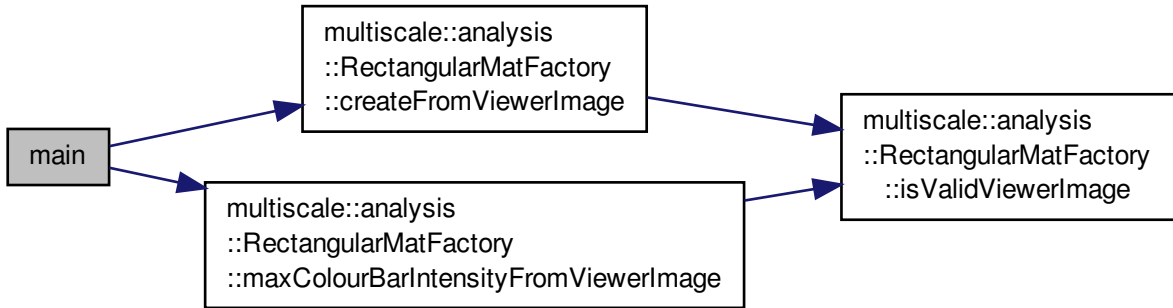 main
multiscale::analysis
::RectangularMatFactory
::createFromViewerImage
multiscale::analysis
::RectangularMatFactory
::maxColourBarIntensityFromViewerImage
multiscale::analysis
::RectangularMatFactory
::isValidViewerImage